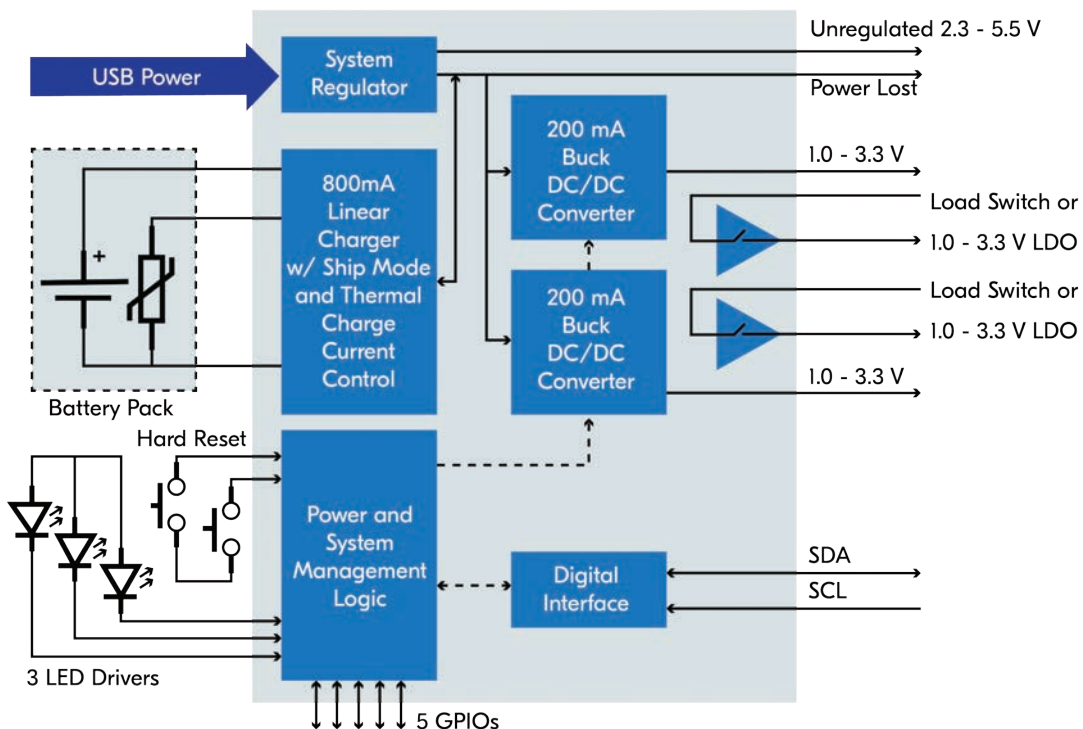 Unregulated 2.3 - 5.5 V
USB Power
System
Regulator
Power Lost
200 mA
Buck
DC/DC
Converter
1.0 - 3.3 V
800mA
Linear
Charger
w/ Ship Mode
and Thermal
Charge
Current
Control
Load Switch or
1.0 - 3.3 V LDO
200 mA
Buck
DC/DC
Converter
Load Switch or
1.0 - 3.3 V LDO
1.0 - 3.3 V
+
Battery Pack
Hard Reset
Power and
System
Management
Logic
Digital
Interface
SDA
SCL
3 LED Drivers
5 GPIOs